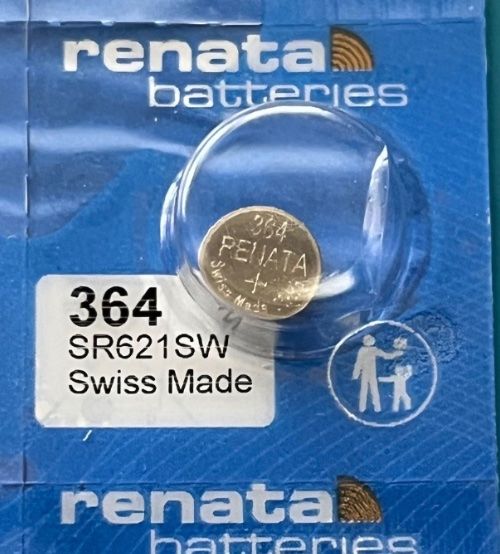 renata
batteries
364
RENATA
+
Swiss Made
364
SR621SW
Swiss Made
renata
batteries